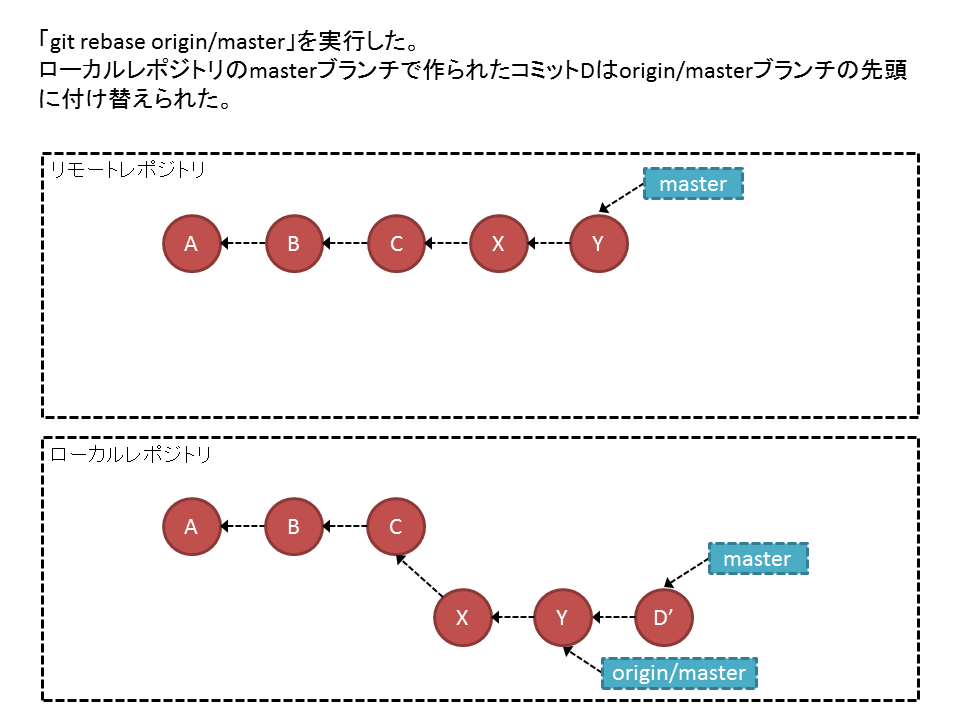 「git rebase origin/master」を実行した。
ローカルレポジトリのmasterブランチで作られたコミットDはorigin/masterブランチの先頭
に付け替えられた。
リモートレポジトリ
master
A B C X Y
ローカルレポジトリ
A B C
master
X Y D’
origin/master